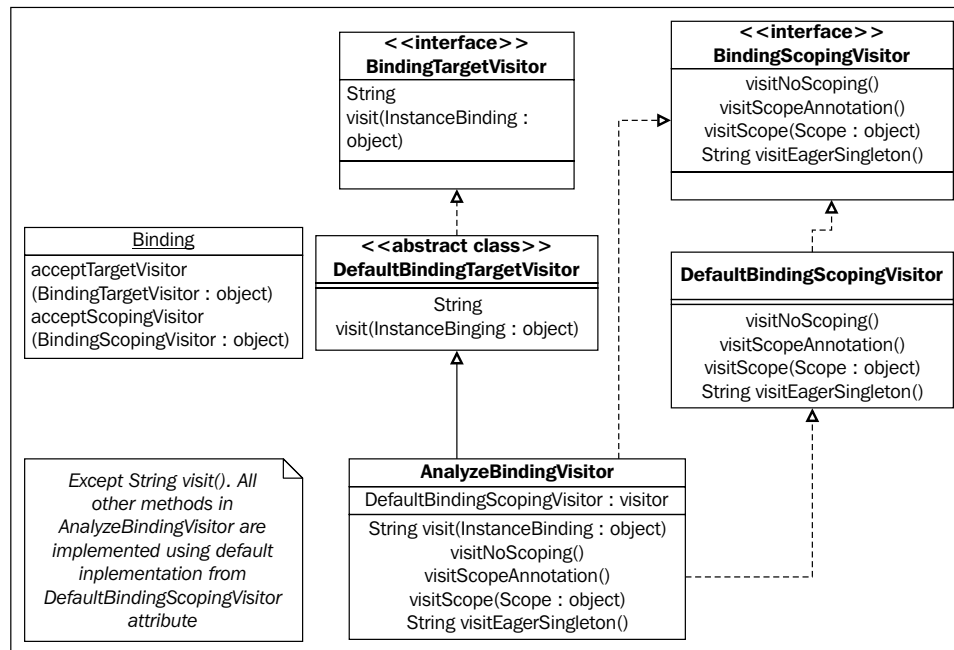 <<interface>>
BindingTargetVisitor
String
visit(InstanceBinding :
object)
<<interface>>
BindingScopingVisitor
visitNoScoping()
visitScopeAnnotation()
visitScope(Scope : object)
String visitEagerSingleton()
Binding
acceptTargetVisitor
(BindingTargetVisitor : object)
acceptScopingVisitor
(BindingScopingVisitor : object)
<<abstract class>>
DefaultBindingTargetVisitor
String
visit(InstanceBinging : object)
DefaultBindingScopingVisitor
visitNoScoping()
visitScopeAnnotation()
visitScope(Scope : object)
String visitEagerSingleton()
Except String visit(). All
other methods in
AnalyzeBindingVisitor are
implemented using default
inplementation from
DefaultBindingScopingVisitor
attribute
AnalyzeBindingVisitor
DefaultBindingScopingVisitor : visitor
String visit(InstanceBinding : object)
visitNoScoping()
visitScopeAnnotation()
visitScope(Scope : object)
String visitEagerSingleton()